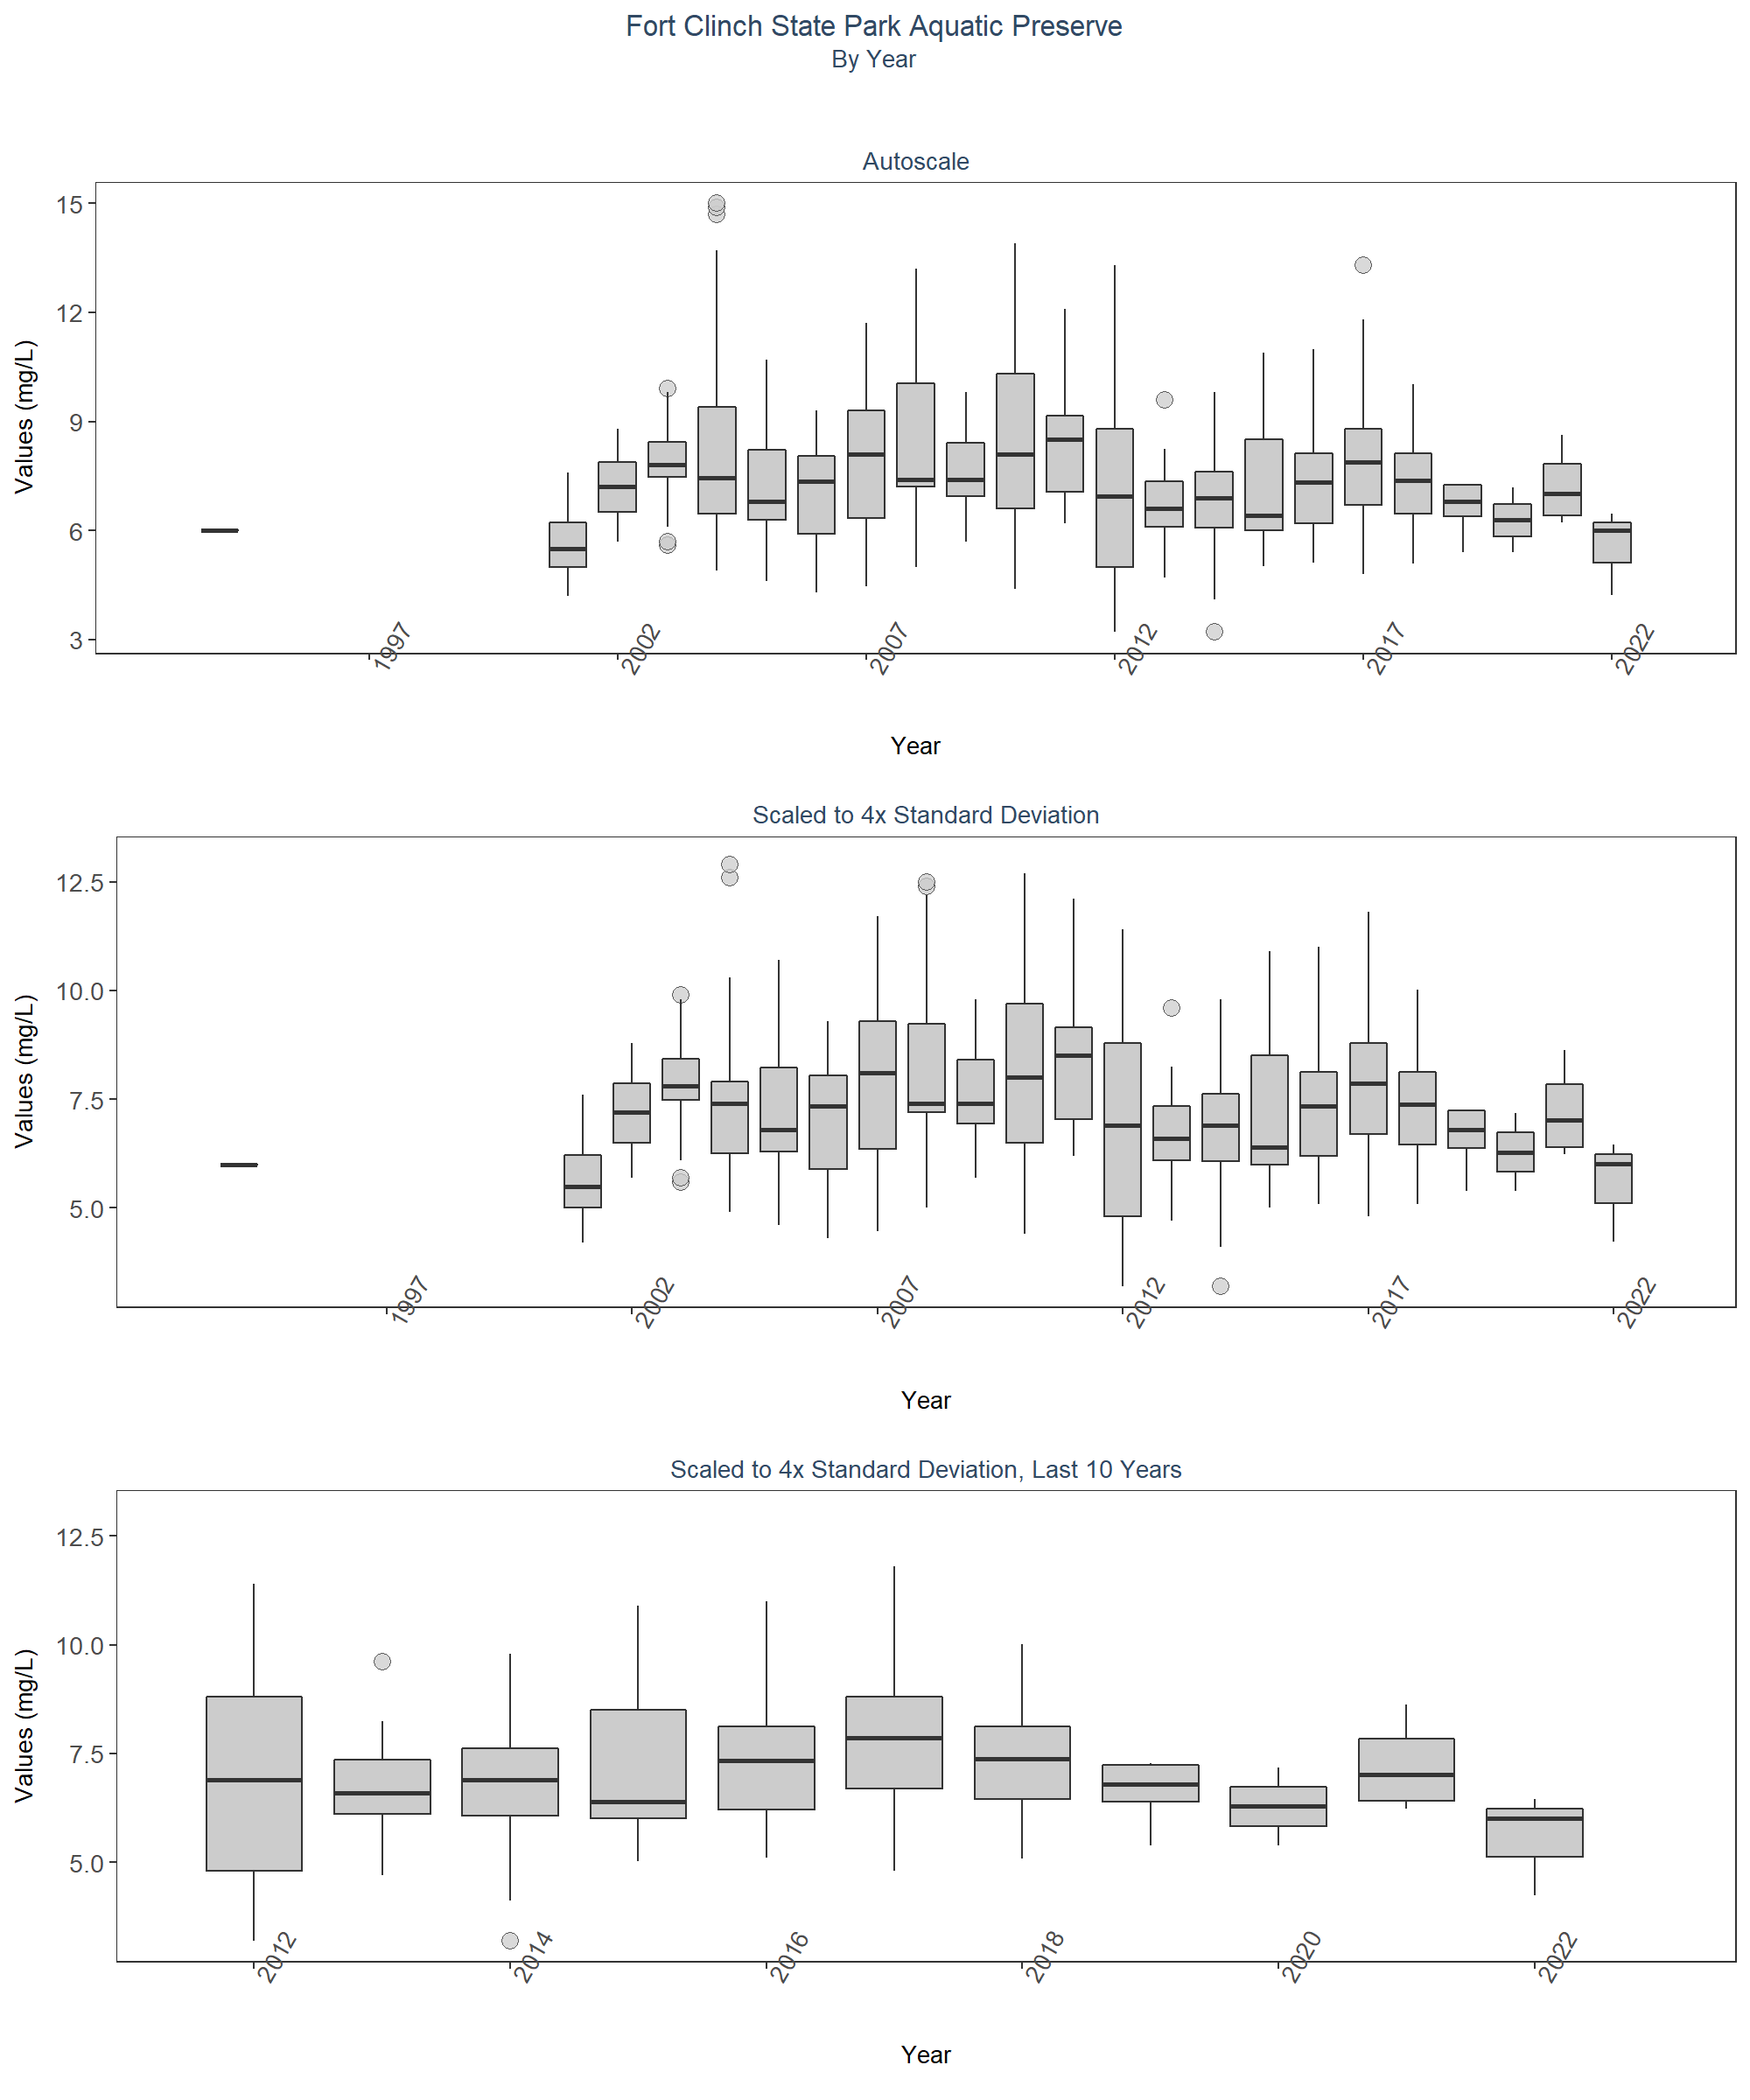 Fort Clinch State Park Aquatic Preserve
By Year
Autoscale
Values (mg/L)
15
12
9
6
3
1997 2002 2007 2012 2017 2022
Year
Scaled to 4x Standard Deviation
Values (mg/L)
12.5
10.0
7.5
5.0
1997 2002 2007 2012 2017 2022
Year
Scaled to 4x Standard Deviation, Last 10 Years
Values (mg/L)
12.5
10.0
7.5
5.0
2012 2014 2016 2018 2020 2022
Year